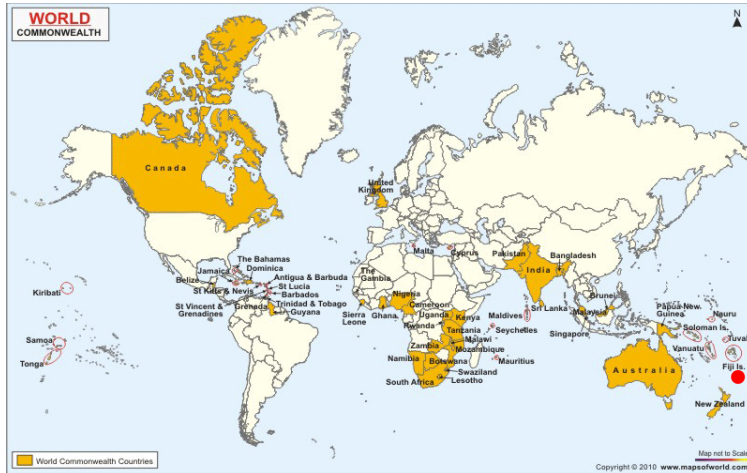 WORLD
COMMONWEALTH
N
Canada
United
Kingdom
Malta
Cyprus
Pakistan
Bangladesh
India
The Bahamas
Jamaica
Dominica
Antigua & Barbuda
Belize
St Kitts & Nevis
St Lucia
Barbados
St Vincent &
Grenadines
Grenada
Trinidad & Tobago
Guyana
Kiribati
Samoa
Tonga
The
Gambia
Sierra
Leone
Ghana
Nigeria
Cameroon
Uganda
Kenya
Rwanda
Tanzania
Malawi
Zambia
Mozambique
Namibia
Botswana
Swaziland
South Africa
Lesotho
Maldives
Sri Lanka
Seychelles
Mauritius
Brunei
Malaysia
Singapore
Papua-New
Guinea
Nauru
Soloman Is.
Tuval
Vanuatu
Fiji Is.
Australia
New Zealand
World Commonwealth Countries
Map not to Scale
Copyright © 2010 www.mapsofworld.com